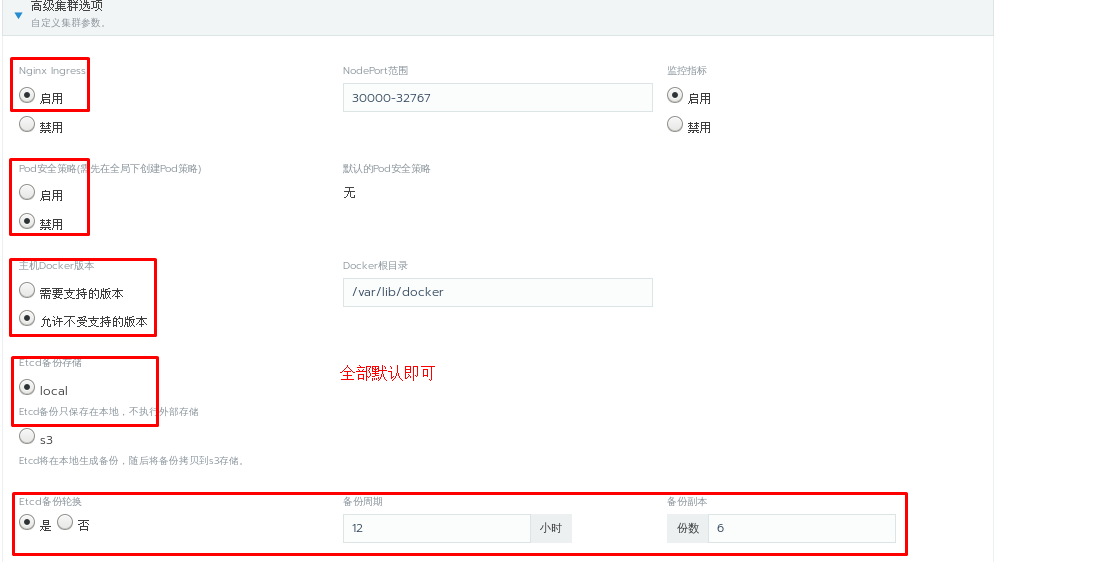 高级集群选项
自定义集群参数。
Nginx Ingress
启用
禁用
NodePort范围
30000-32767
监控指标
启用
禁用
Pod安全策略(需先在全局下创建Pod策略)
启用
禁用
默认的Pod安全策略
无
主机Docker版本
需要支持的版本
允许不受支持的版本
Docker根目录
/var/lib/docker
Etcd备份存储
local
Etcd备份只保存在本地，不执行外部存储
s3
Etcd将在本地生成备份，随后将备份拷贝到s3存储。
全部默认即可
Etcd备份轮换
是 否
备份周期
12 小时
备份副本
份数 6